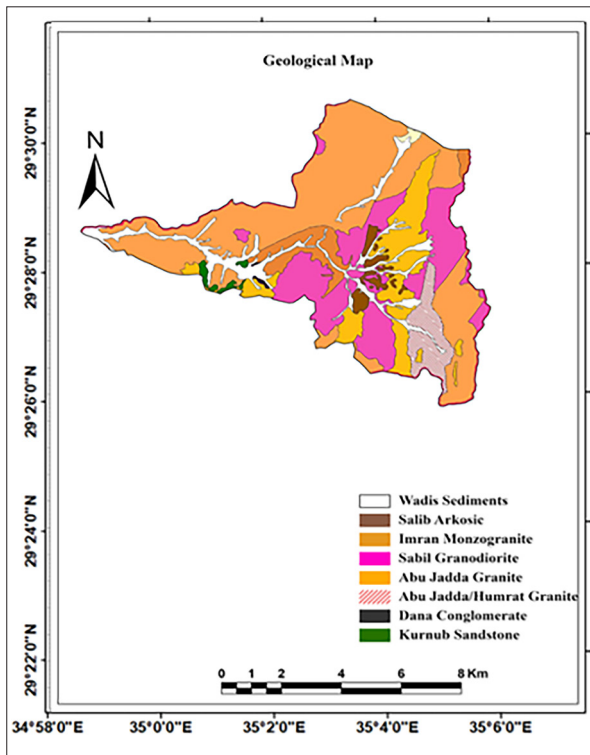 Geological Map
N
29°30'0"N
29°28'0"N
29°26'0"N
29°24'0"N
29°22'0"N
Wadis Sediments
Salib Arkosic
Imran Monzogranite
Sabil Granodiorite
Abu Jadda Granite
Abu Jadda/Humrat Granite
Dana Conglomerate
Kurnub Sandstone
0 1 2 4 6 8 Km
34°58'0"E 35°0'0"E 35°2'0"E 35°4'0"E 35°6'0"E